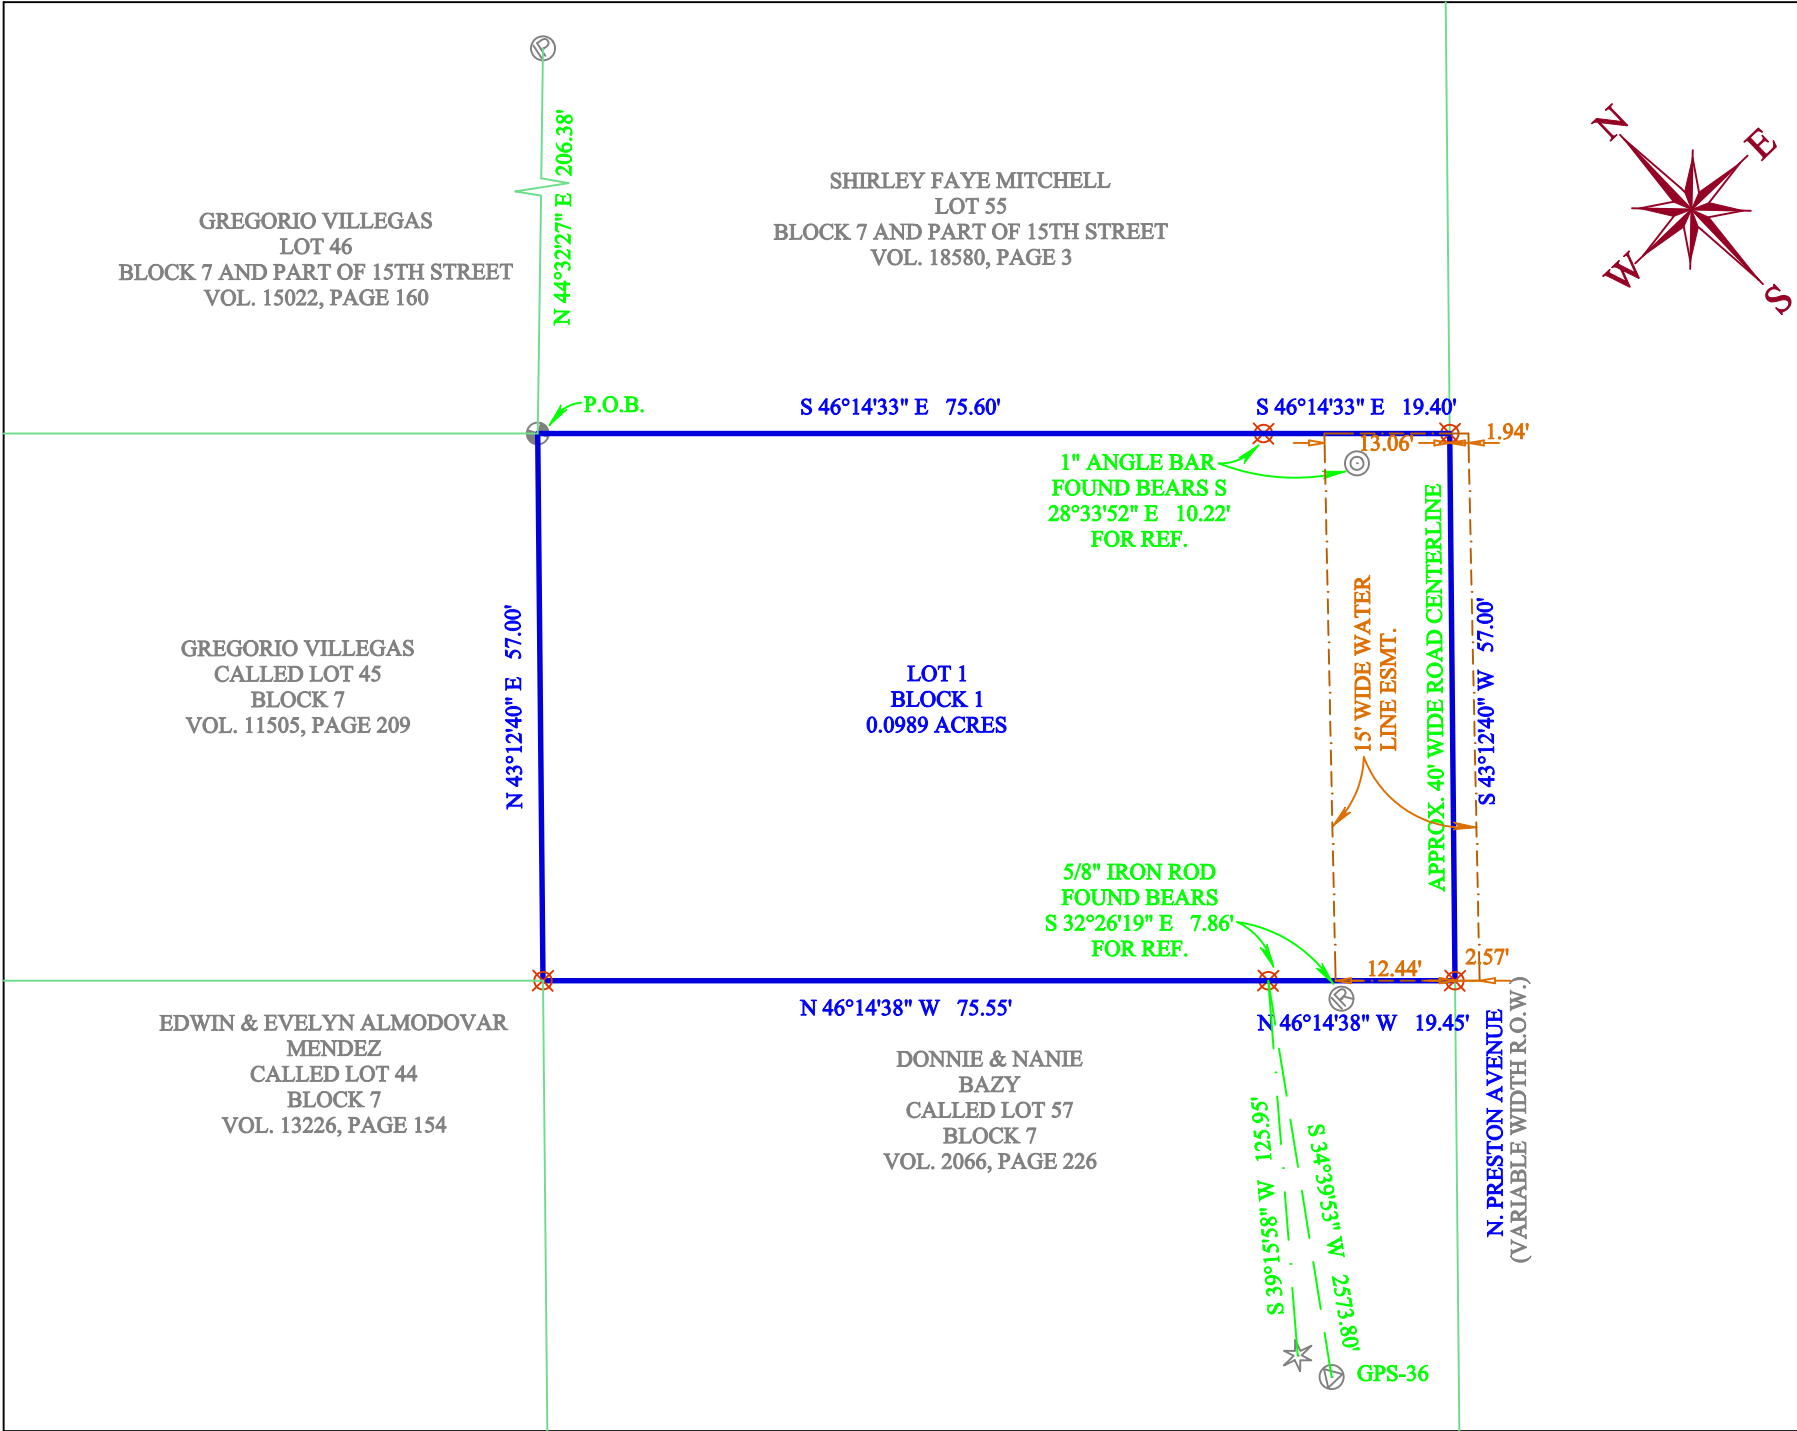 N
E
W
S
N 44°32'27" E 206.38'
SHIRLEY FAYE MITCHELL
LOT 55
BLOCK 7 AND PART OF 15TH STREET
VOL. 18580, PAGE 3
GREGORIO VILLEGAS
LOT 46
BLOCK 7 AND PART OF 15TH STREET
VOL. 15022, PAGE 160
P.O.B.
S 46°14'33" E 75.60'
S 46°14'33" E 19.40'
1.94'
13.06'
1" ANGLE BAR
FOUND BEARS S
28°33'52" E 10.22'
FOR REF.
APPROX. 40' WIDE ROAD CENTERLINE
15' WIDE WATER
LINE ESMT.
S 43°12'40" W 57.00'
N 43°12'40" E 57.00'
GREGORIO VILLEGAS
CALLED LOT 45
BLOCK 7
VOL. 11505, PAGE 209
LOT 1
BLOCK 1
0.0989 ACRES
5/8" IRON ROD
FOUND BEARS
S 32°26'19" E 7.86'
FOR REF.
2.57'
12.44'
IR
N 46°14'38" W 75.55'
N 46°14'38" W 19.45'
EDWIN & EVELYN ALMODOVAR
MENDEZ
CALLED LOT 44
BLOCK 7
VOL. 13226, PAGE 154
DONNIE & NANIE
BAZY
CALLED LOT 57
BLOCK 7
VOL. 2066, PAGE 226
S 39°15'58" W 125.95'
S 34°39'53" W 2573.80'
N. PRESTON AVENUE
(VARIABLE WIDTH R.O.W.)
GPS-36